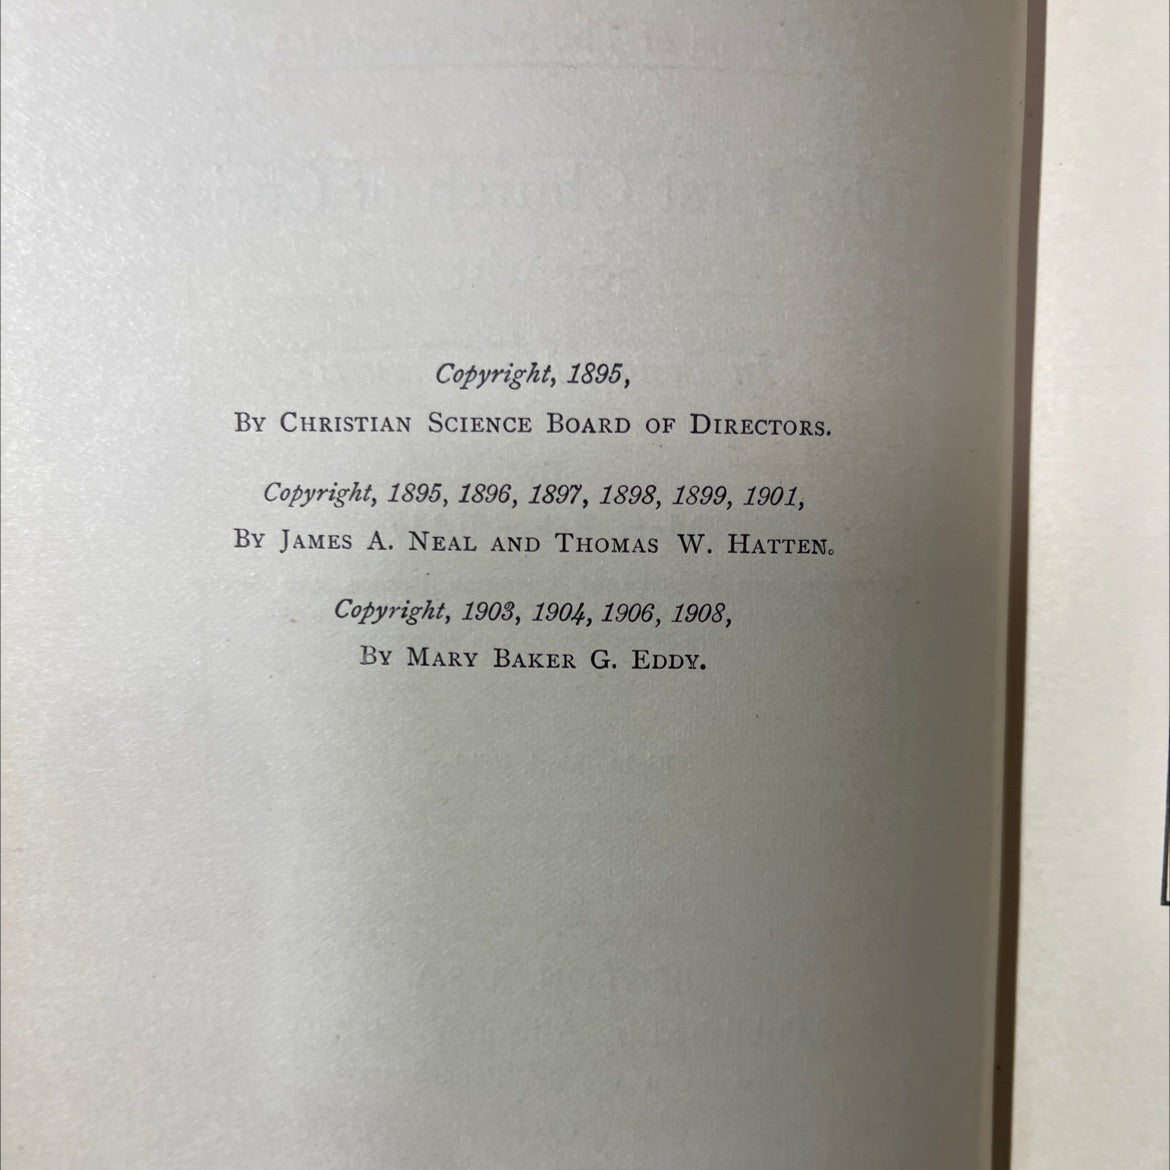 Copyright, 1895,
By Christian Science Board of Directors.
Copyright, 1895, 1896, 1897, 1898, 1899, 1901,
By James A. Neal and Thomas W. Hatten.
Copyright, 1903, 1904, 1906, 1908,
By Mary Baker G. Eddy.